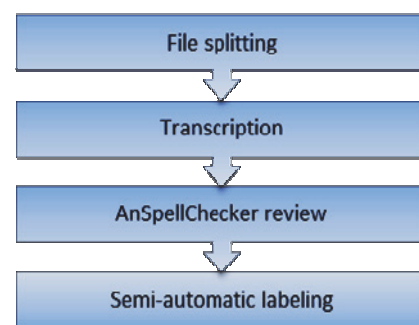 File splitting
Transcription
AnSpellChecker review
Semi-automatic labeling